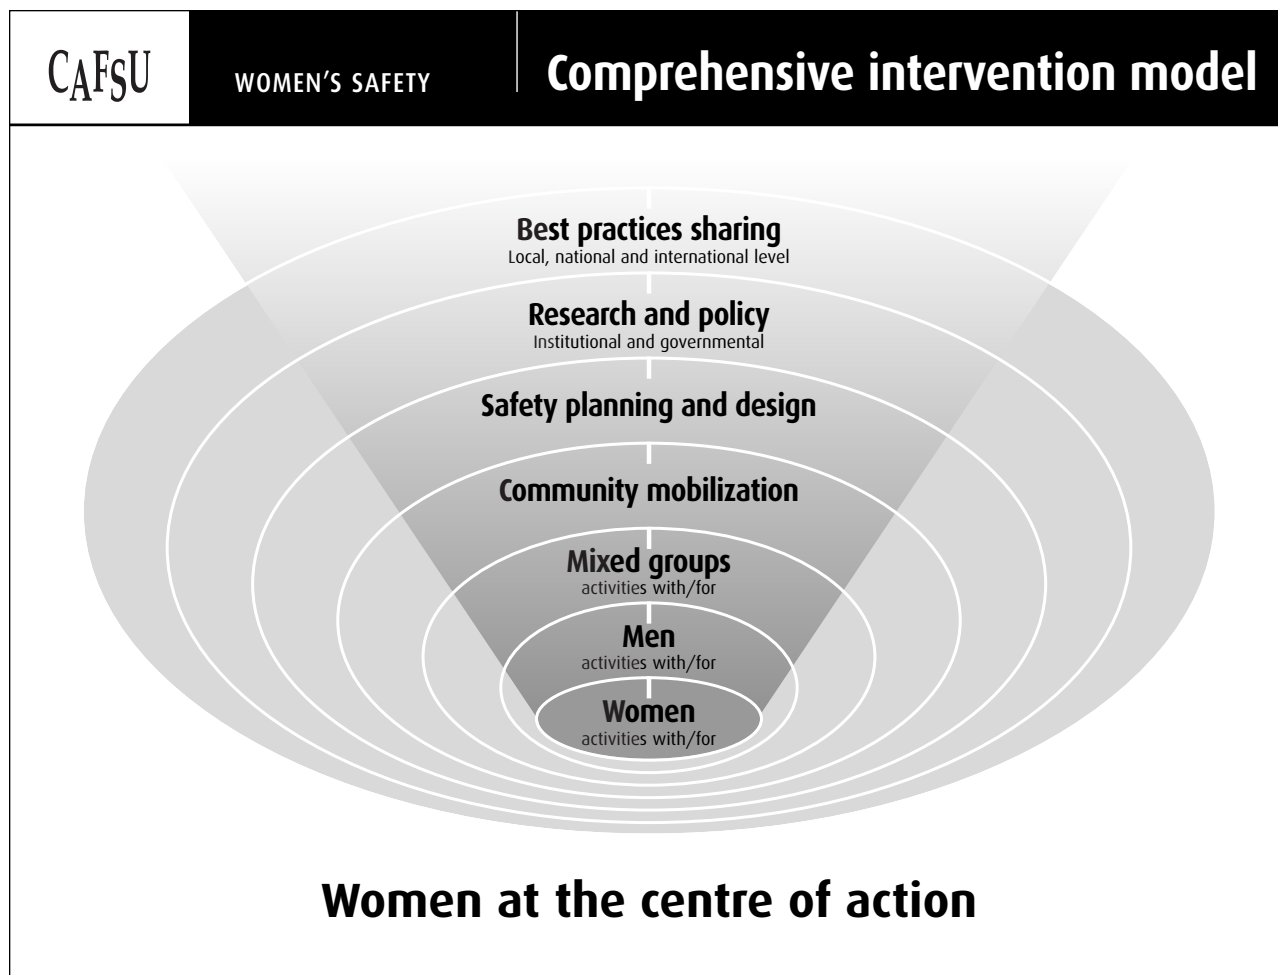 CAFSU
WOMEN'S SAFETY
Comprehensive intervention model
Best practices sharing
Local, national and international level
Research and policy
Institutional and governmental
Safety planning and design
Community mobilization
Mixed groups
activities with/for
Men
activities with/for
Women
activities with/for
Women at the centre of action